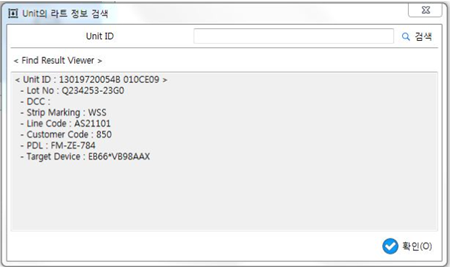 Unit의 라트 정보 검색
Unit ID 검색
< Find Result Viewer >
< Unit ID : 13019720054B 010CE09 >
- Lot No : Q234253-23G0
- DCC :
- Strip Marking : WSS
- Line Code : AS21101
- Customer Code : 850
- PDL : FM-ZE-784
- Target Device : EB66*VB98AAX
확인(O)